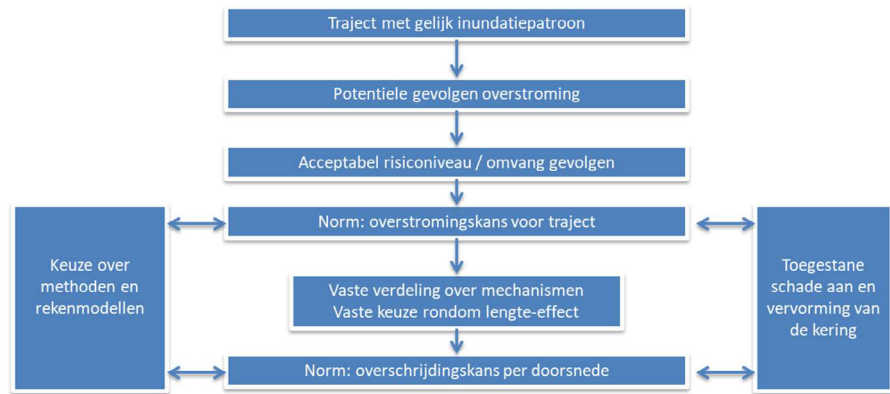 Traject met gelijk inundatiepatroon
Potentiele gevolgen overstroming
Acceptabel risiconiveau / omvang gevolgen
Norm: overstromingskans voor traject
Keuze over
methoden en
rekenmodellen
Toegestane
schade aan en
vervorming van
de kering
Vaste verdeling over mechanismen
Vaste keuze rondom lengte-effect
Norm: overschrijdingskans per doorsnede